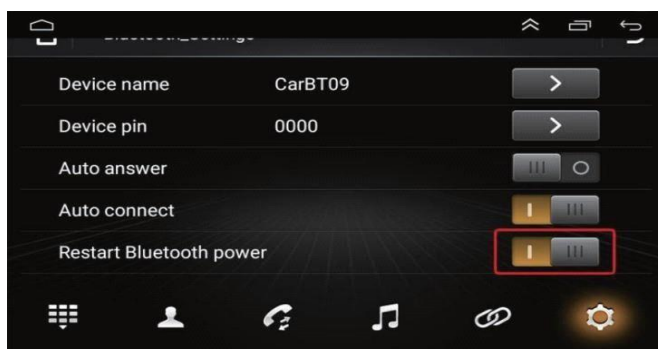 Device name CarBT09
Device pin 0000
Auto answer
Auto connect
Restart Bluetooth power